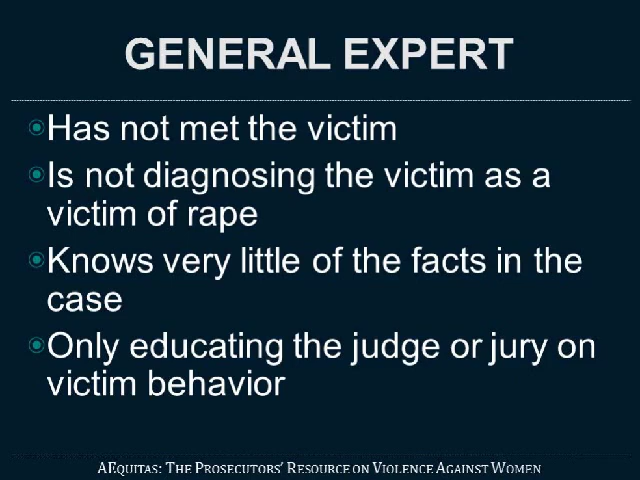 GENERAL EXPERT
Has not met the victim
Is not diagnosing the victim as a
victim of rape
Knows very little of the facts in the
case
Only educating the judge or jury on
victim behavior
AEquitas: The Prosecutors' Resource on Violence Against Women